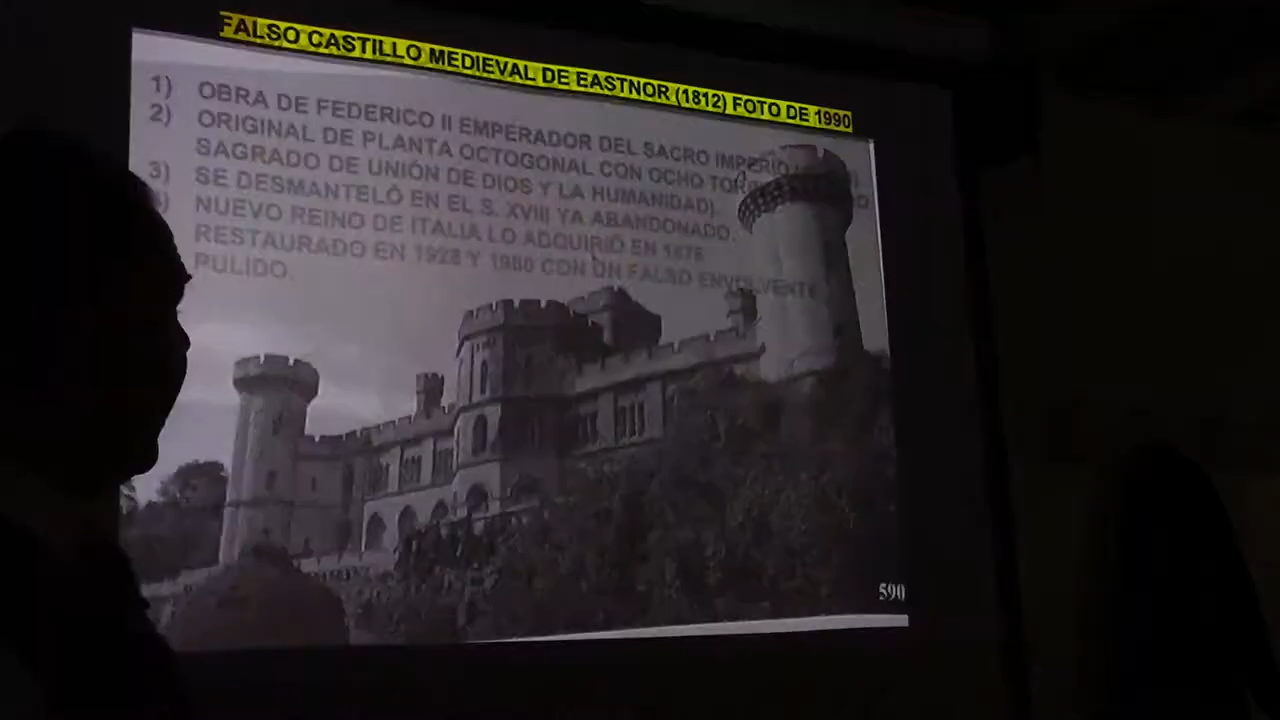 FALSO CASTILLO MEDIEVAL DE EASTNOR (1812) FOTO DE 1990
1) OBRA DE FEDERICO II EMPERADOR DEL SACRO IMPERIO
2) ORIGINAL DE PLANTA OCTOGONAL CON OCHO
SAGRADO DE UNIÓN DE DIOS Y LA HUMANIDAD).
3) SE DESMANTELÓ EN EL S. XVIII YA ABANDONADO.
NUEVO REINO DE ITALIA LO ADQUIRIÓ EN 1876
RESTAURADO EN 1928 Y 1980 CON UN FALSO ENVOLVENTE
PULIDO
590